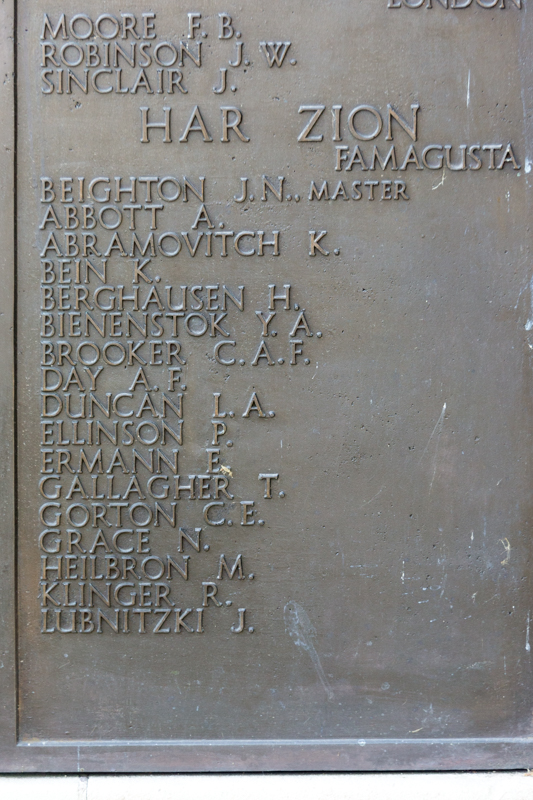 LONDON
MOORE F.B.
ROBINSON J.W.
SINCLAIR J.
HAR ZION
FAMAGUSTA
BEIGHTON J.N., MASTER
ABBOTT A.
ABRAMOVITCH K.
BEIN K.
BERGHAUSEN H.
BIENENSTOK Y.A.
BROOKER C.A.F.
DAY A.F.
DUNCAN L.A.
ELLINSON P.
ERMANN E.
GALLAGHER T.
GORTON C.E.
GRACE N.
HEILBRON M.
KLINGER R.
LUBNITZKI J.